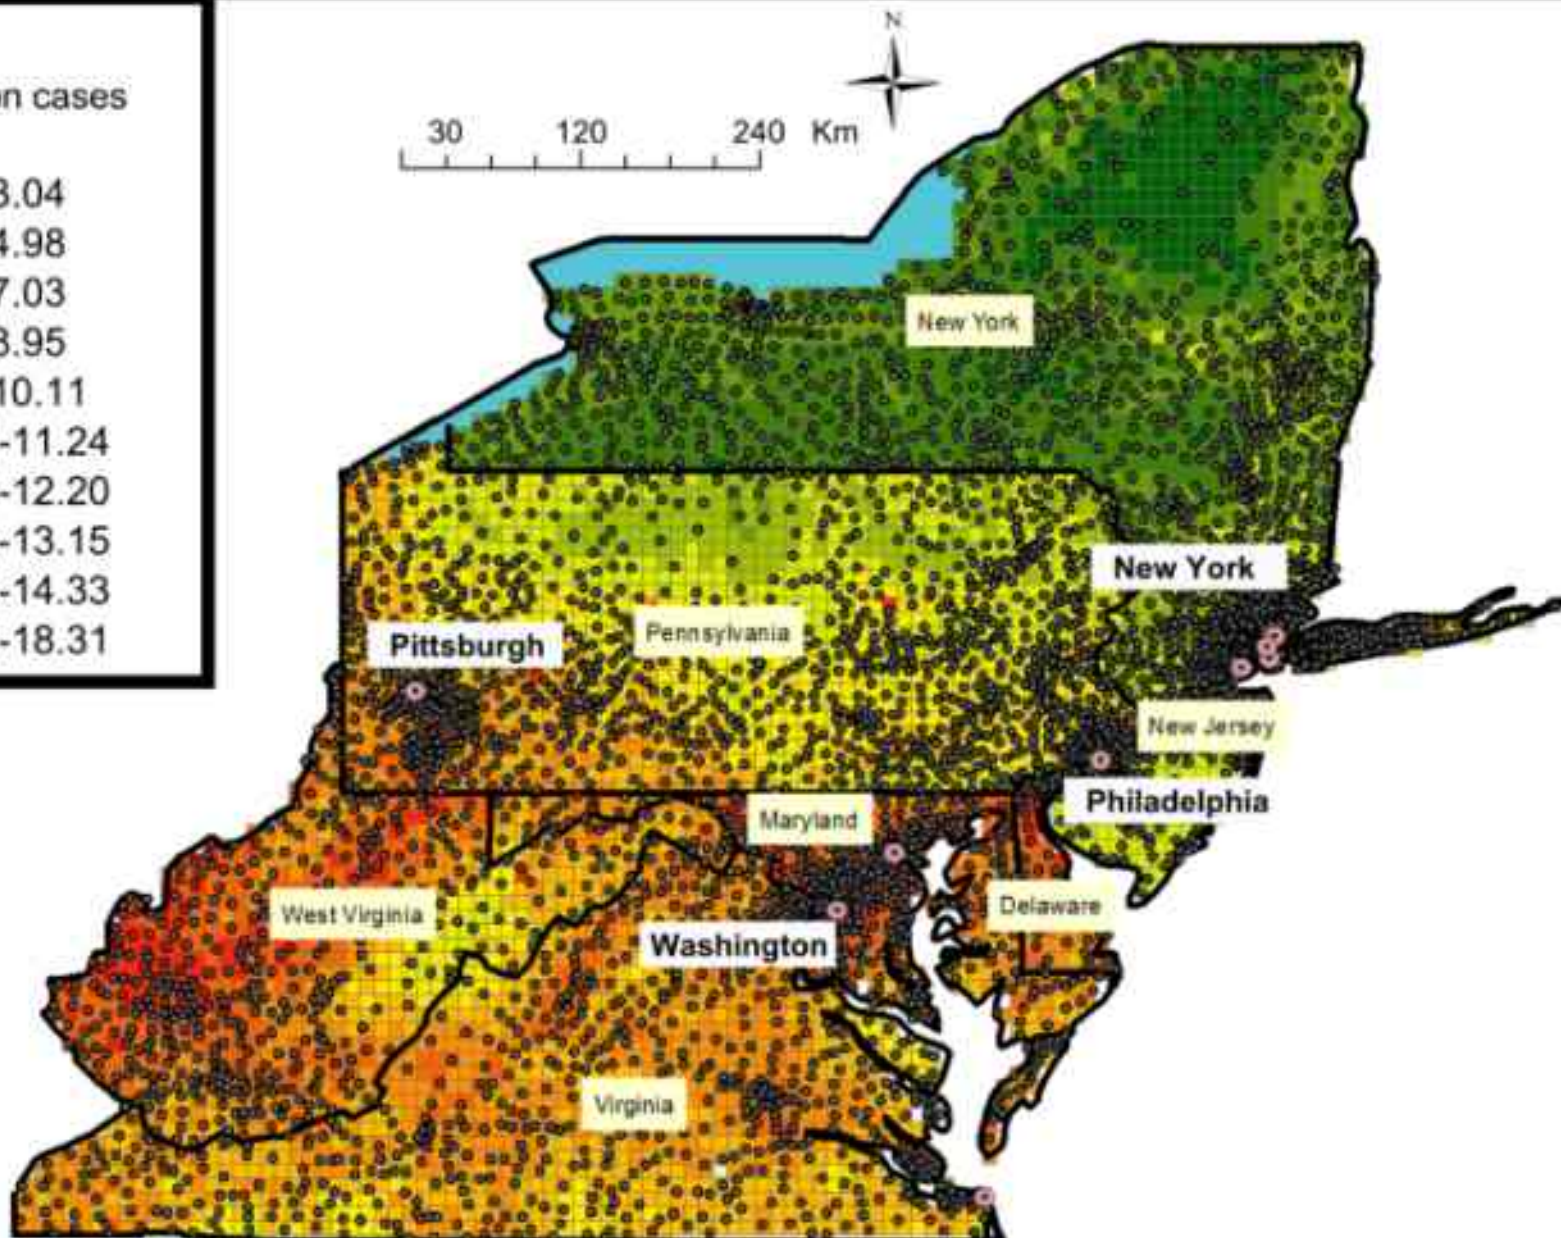 n cases
3.04
4.98
7.03
8.95
10.11
-11.24
-12.20
-13.15
-14.33
-18.31
N
30 120 240 Km
New York
New York
Pittsburgh
Pennsylvania
New Jersey
Philadelphia
Maryland
West Virginia
Delaware
Washington
Virginia